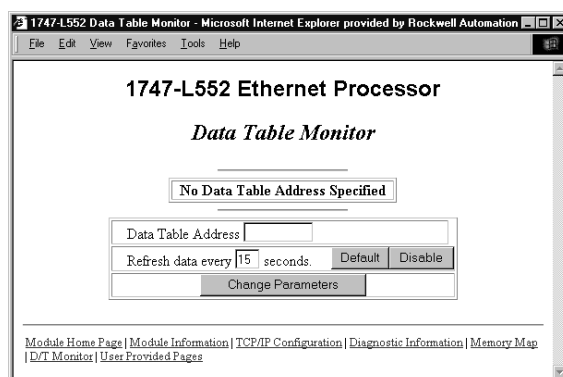 1747-L552 Data Table Monitor - Microsoft Internet Explorer provided by Rockwell Automation
File Edit View Favorites Tools Help
1747-L552 Ethernet Processor
Data Table Monitor
No Data Table Address Specified
Data Table Address
Refresh data every 15 seconds. Default Disable
Change Parameters
Module Home Page | Module Information | TCP/IP Configuration | Diagnostic Information | Memory Map
| D/T Monitor | User Provided Pages